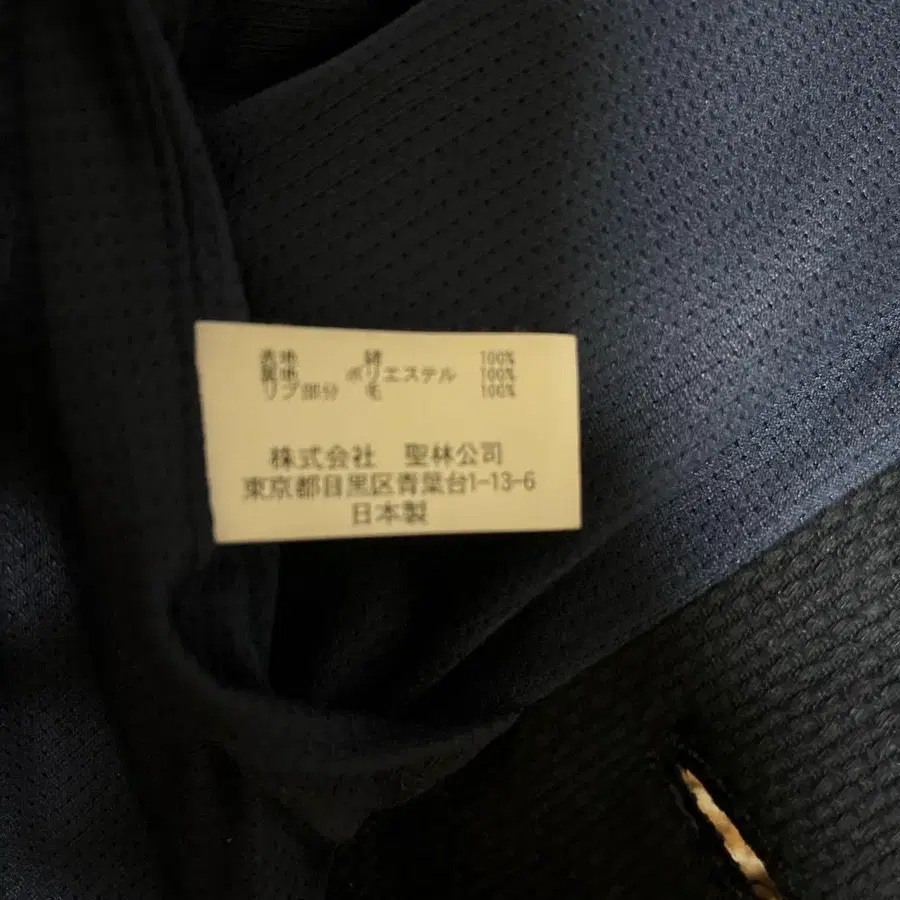 表地 綿 100%
裏地 ポリエステル 100%
リブ部分 毛 100%
株式会社 聖林公司
東京都目黒区青葉台1-13-6
日本製